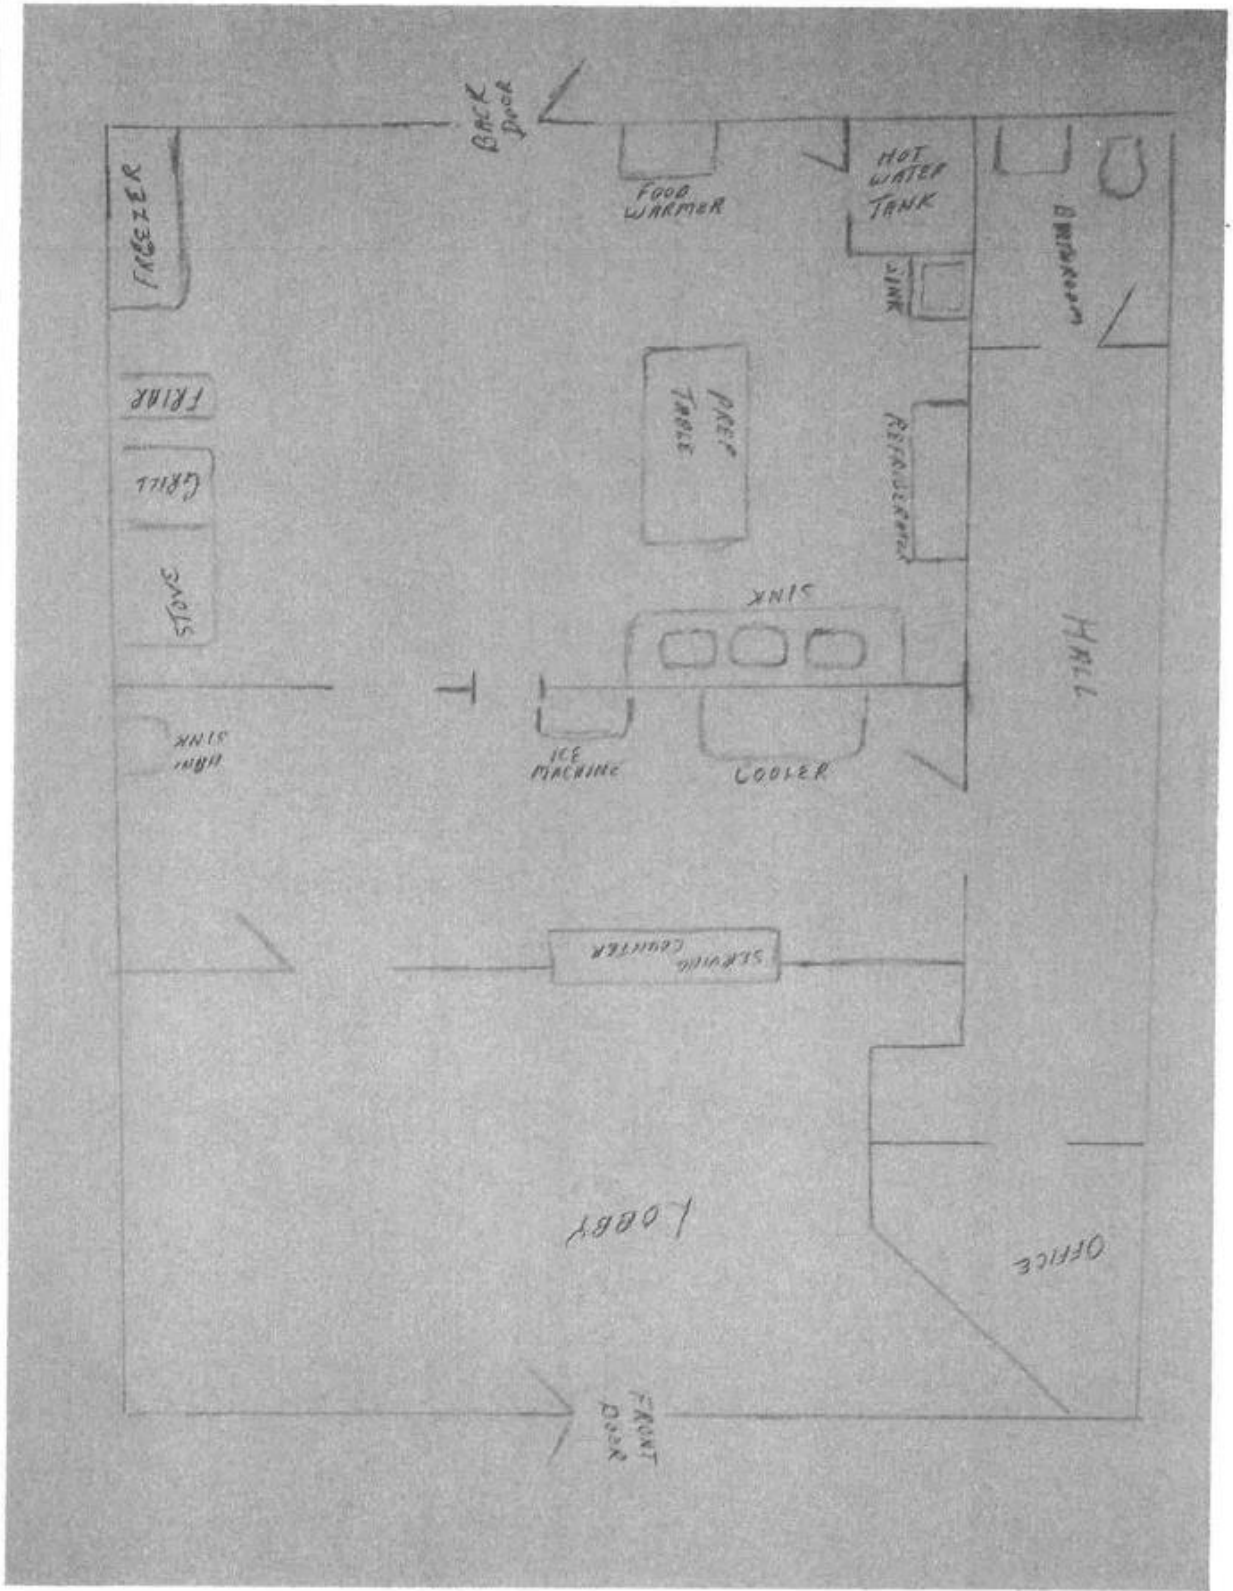 BACK
DOOR
FREEZER
FOOD
WARMER
HOT
WATER
TANK
BATHROOM
SINK
FRIAR
GRILL
STOVE
PREP
TABLE
REFRIGERATOR
SINK
HALL
HAND
SINK
ICE
MACHINE
COOLER
SERVING
COUNTER
LOBBY
OFFICE
FRONT
DOOR